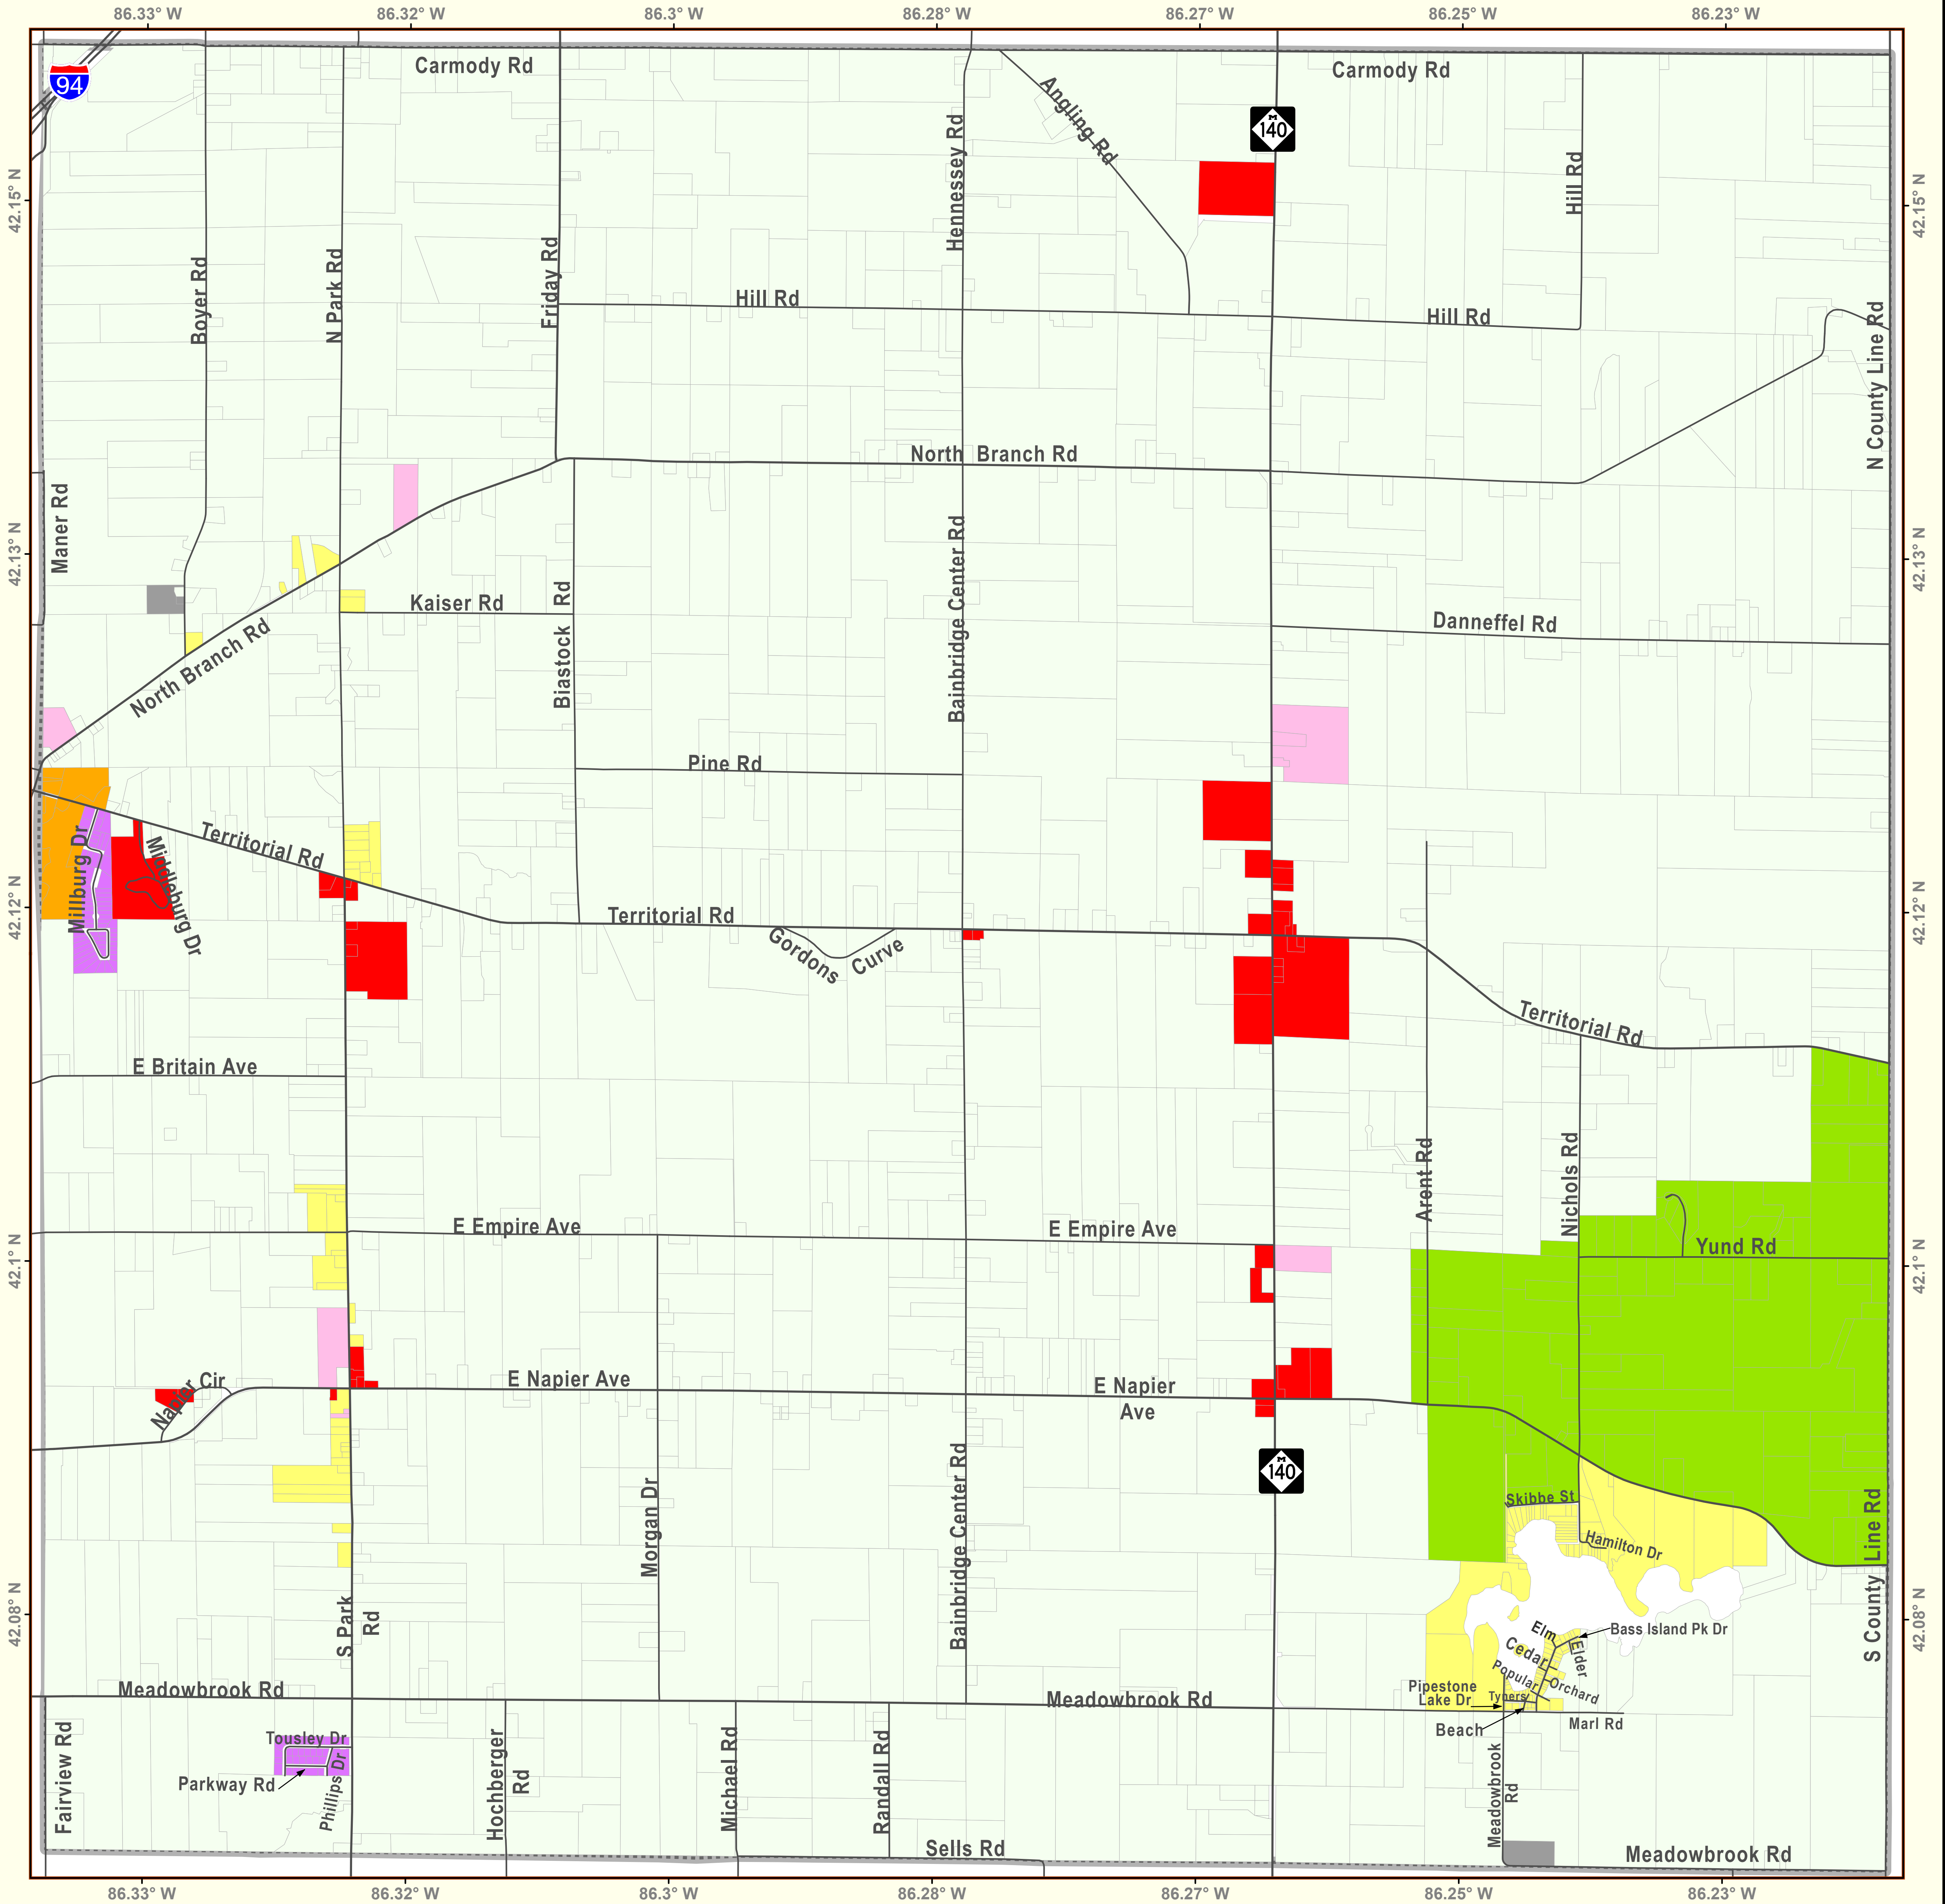 86.33° W
86.32° W
86.3° W
86.28° W
86.27° W
86.25° W
86.23° W
Carmody Rd
Carmody Rd
94
Angling Rd
M
140
Hennessey Rd
Hill Rd
42.15° N
42.15° N
Boyer Rd
N Park Rd
Friday Rd
Hill Rd
Hill Rd
N County Line Rd
North Branch Rd
Maner Rd
42.13° N
42.13° N
Bainbridge Center Rd
Kaiser Rd
Biastock Rd
Danneffel Rd
North Branch Rd
Pine Rd
Territorial Rd
Millburg Dr
Middleburg Dr
42.12° N
42.12° N
Territorial Rd
Gordons Curve
Territorial Rd
E Britain Ave
Arent Rd
Nichols Rd
E Empire Ave
E Empire Ave
Yund Rd
42.1° N
42.1° N
Napier Cir
E Napier Ave
E Napier
Ave
M
140
Bainbridge Center Rd
Morgan Dr
Skibbe St
Hamilton Dr
S County Line Rd
42.08° N
42.08° N
S Park
Rd
Elm
Bass Island Pk Dr
Cedar
Elder
Popular
Orchard
Pipestone
Lake Dr
Tyners
Meadowbrook Rd
Meadowbrook Rd
Beach
Marl Rd
Fairview Rd
Tousley Dr
Parkway Rd
Phillips Dr
Hochberger
Rd
Michael Rd
Randall Rd
Meadowbrook
Rd
Sells Rd
Meadowbrook Rd
86.33° W
86.32° W
86.3° W
86.28° W
86.27° W
86.25° W
86.23° W